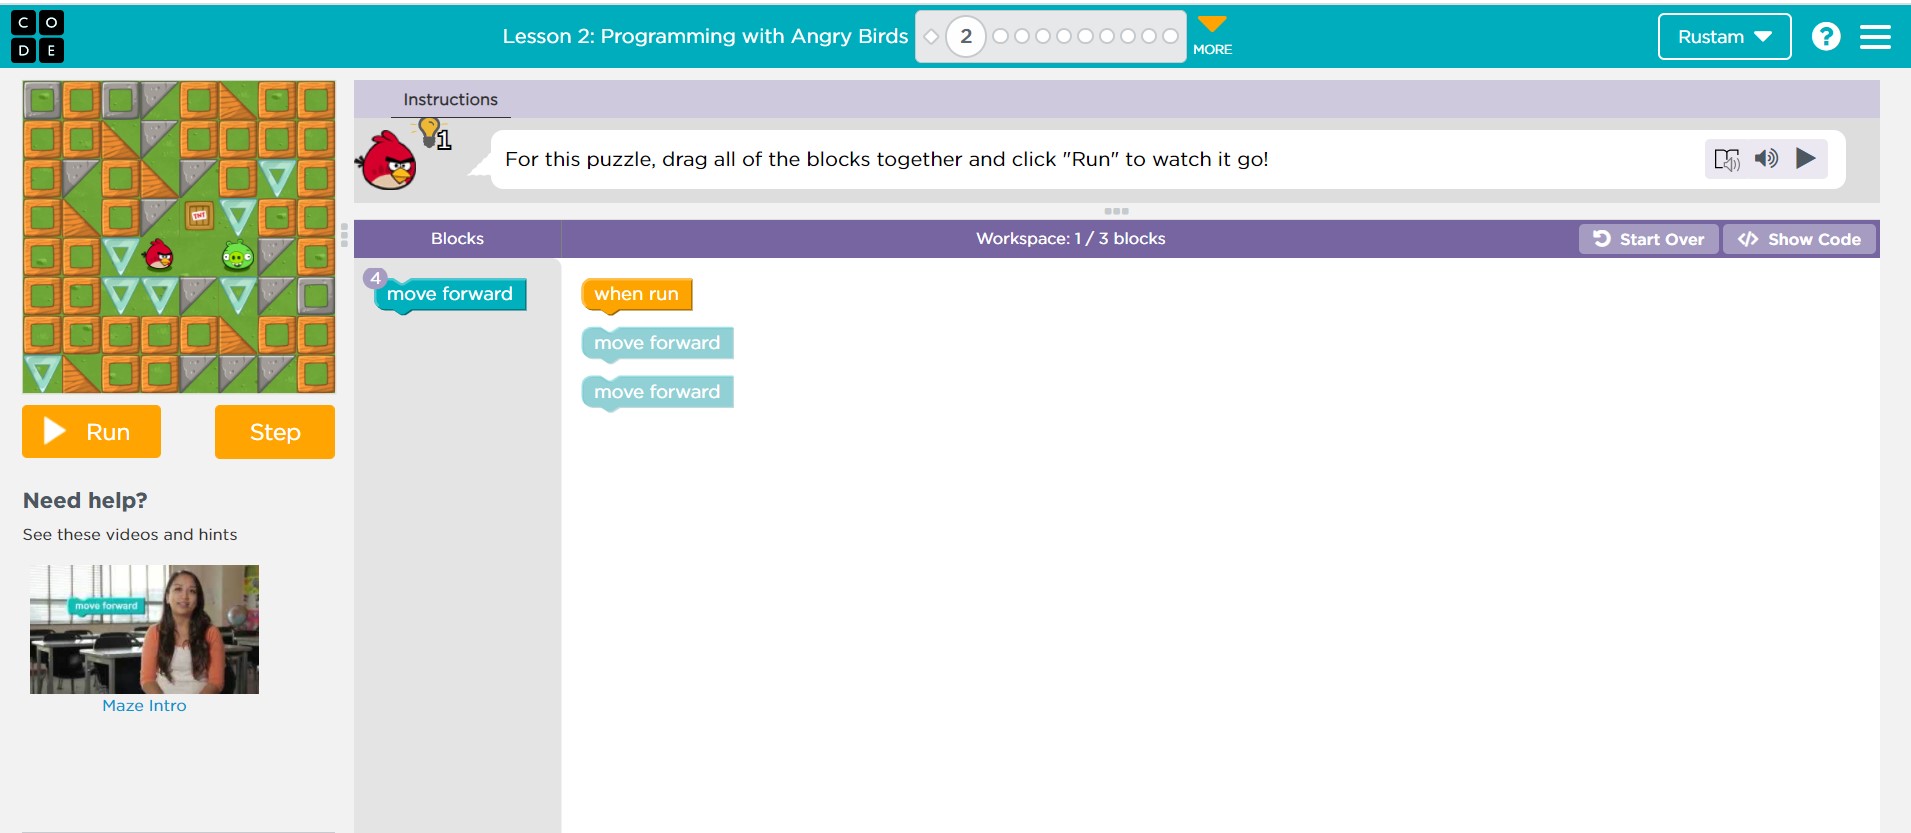 C O
D E
Lesson 2: Programming with Angry Birds
2
MORE
Rustam
?
Instructions
1
For this puzzle, drag all of the blocks together and click "Run" to watch it go!
Blocks
Workspace: 1 / 3 blocks
Start Over
</> Show Code
TNT
4
move forward
when run
move forward
move forward
Run
Step
Need help?
See these videos and hints
move forward
Maze Intro